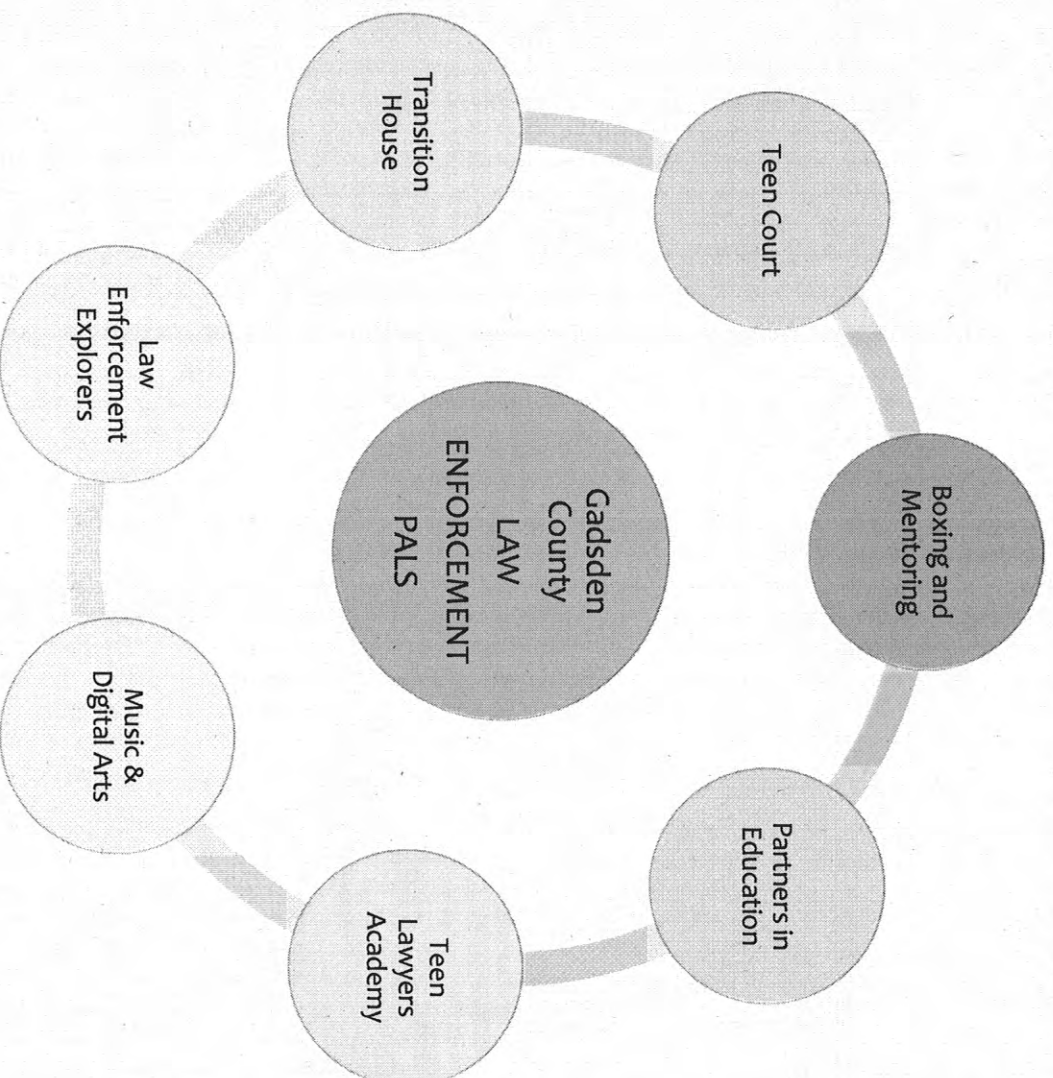 Boxing and
Mentoring
Teen Court
Partners in
Education
Gadsden
County
LAW
ENFORCEMENT
PALS
Transition
House
Teen
Lawyers
Academy
Law
Enforcement
Explorers
Music &
Digital Arts